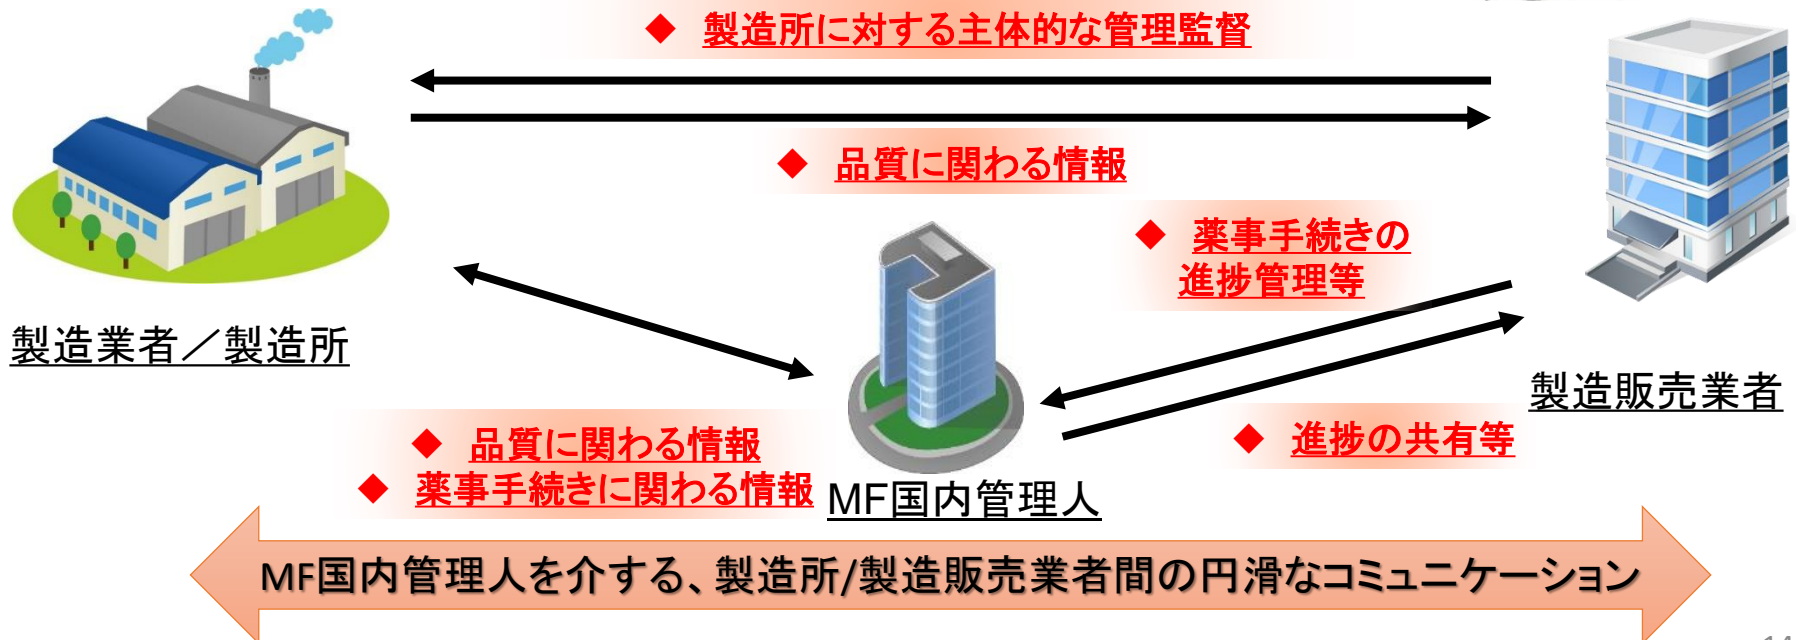 ◆ 製造所に対する主体的な管理監督
◆ 品質に関わる情報
◆ 薬事手続きの
進捗管理等
製造業者／製造所
製造販売業者
◆ 進捗の共有等
◆ 品質に関わる情報
◆ 薬事手続きに関わる情報
MF国内管理人
MF国内管理人を介する、製造所/製造販売業者間の円滑なコミュニケーション